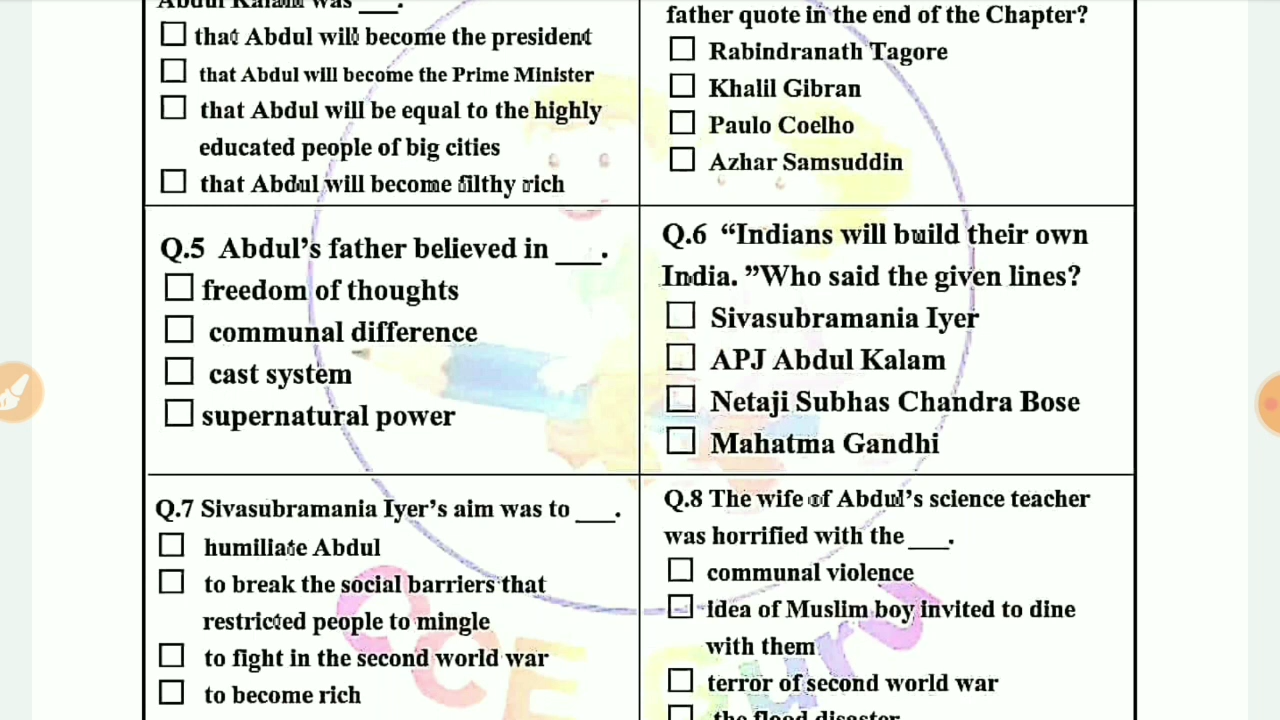 Abdul Kalam was ___.
☐ that Abdul will become the president
☐ that Abdul will become the Prime Minister
☐ that Abdul will be equal to the highly
educated people of big cities
☐ that Abdul will become filthy rich
father quote in the end of the Chapter?
☐ Rabindranath Tagore
☐ Khalil Gibran
☐ Paulo Coelho
☐ Azhar Samsuddin
Q.5 Abdul’s father believed in ___.
☐ freedom of thoughts
☐ communal difference
☐ cast system
☐ supernatural power
Q.6 “Indians will build their own
India. ”Who said the given lines?
☐ Sivasubramania Iyer
☐ APJ Abdul Kalam
☐ Netaji Subhas Chandra Bose
☐ Mahatma Gandhi
Q.7 Sivasubramania Iyer’s aim was to ___.
☐ humiliate Abdul
☐ to break the social barriers that
restricted people to mingle
☐ to fight in the second world war
☐ to become rich
Q.8 The wife of Abdul’s science teacher
was horrified with the ___.
☐ communal violence
☐ idea of Muslim boy invited to dine
with them
☐ terror of second world war
☐ the flood disaster